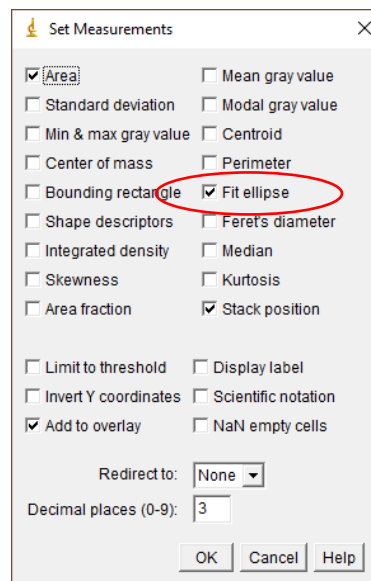 Set Measurements
Area Mean gray value
Standard deviation Modal gray value
Min & max gray value Centroid
Center of mass Perimeter
Bounding rectangle Fit ellipse
Shape descriptors Feret's diameter
Integrated density Median
Skewness Kurtosis
Area fraction Stack position
Limit to threshold Display label
Invert Y coordinates Scientific notation
Add to overlay NaN empty cells
Redirect to: None
Decimal places (0-9): 3
OK Cancel Help